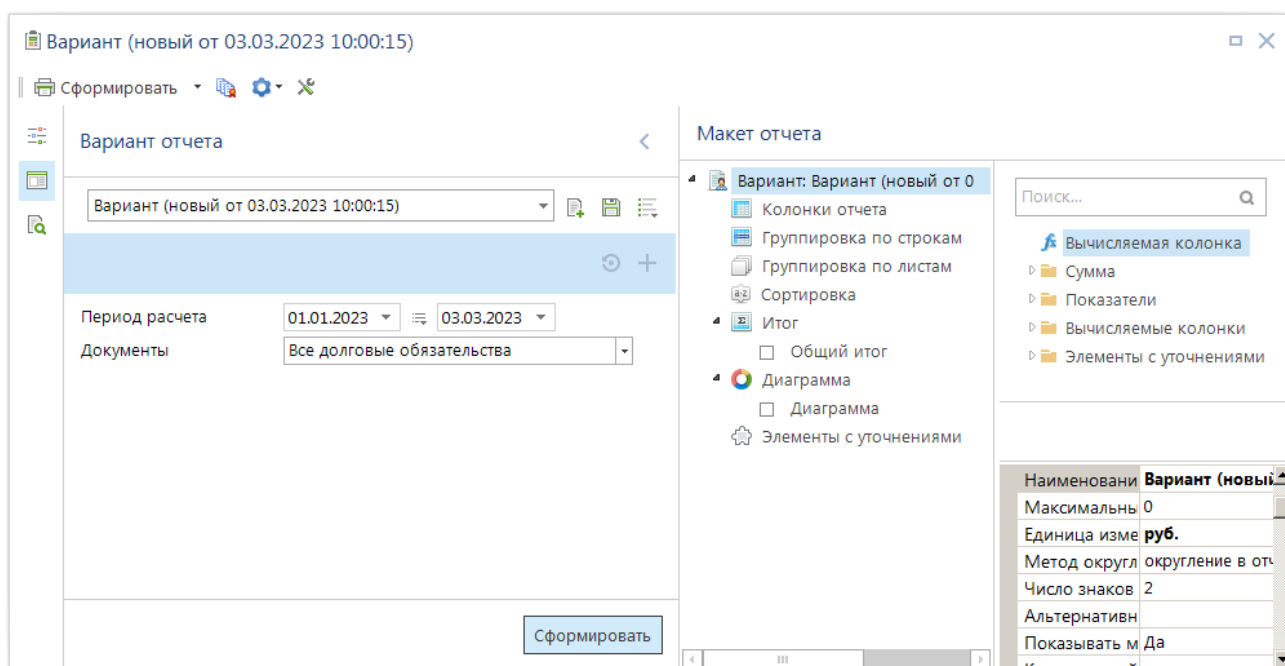 Вариант (новый от 03.03.2023 10:00:15)
Сформировать
Вариант отчета
Вариант (новый от 03.03.2023 10:00:15)
Период расчета 01.01.2023 03.03.2023
Документы Все долговые обязательства
Сформировать
Макет отчета
Вариант: Вариант (новый от 0
Колонки отчета
Группировка по строкам
Группировка по листам
Сортировка
Итог
Общий итог
Диаграмма
Диаграмма
Элементы с уточнениями
Поиск...
Вычисляемая колонка
Сумма
Показатели
Вычисляемые колонки
Элементы с уточнениями
Наименовани Вариант (новый
Максимальны 0
Единица изме руб.
Метод округл округление в отч
Число знаков 2
Альтернативн
Показывать м Да